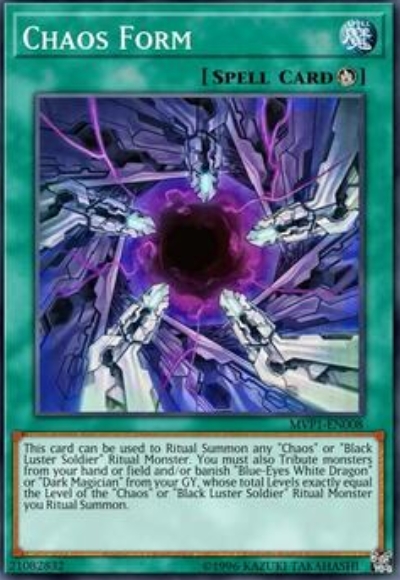 CHAOS FORM
[SPELL CARD]
MVP1-EN008
This card can be used to Ritual Summon any "Chaos" or "Black
Luster Soldier" Ritual Monster. You must also Tribute monsters
from your hand or field and/or banish "Blue-Eyes White Dragon"
or "Dark Magician" from your GY, whose total Levels exactly equal
the Level of the "Chaos" or "Black Luster Soldier" Ritual Monster
you Ritual Summon.
21082832 ©1996 KAZUKI TAKAHASHI